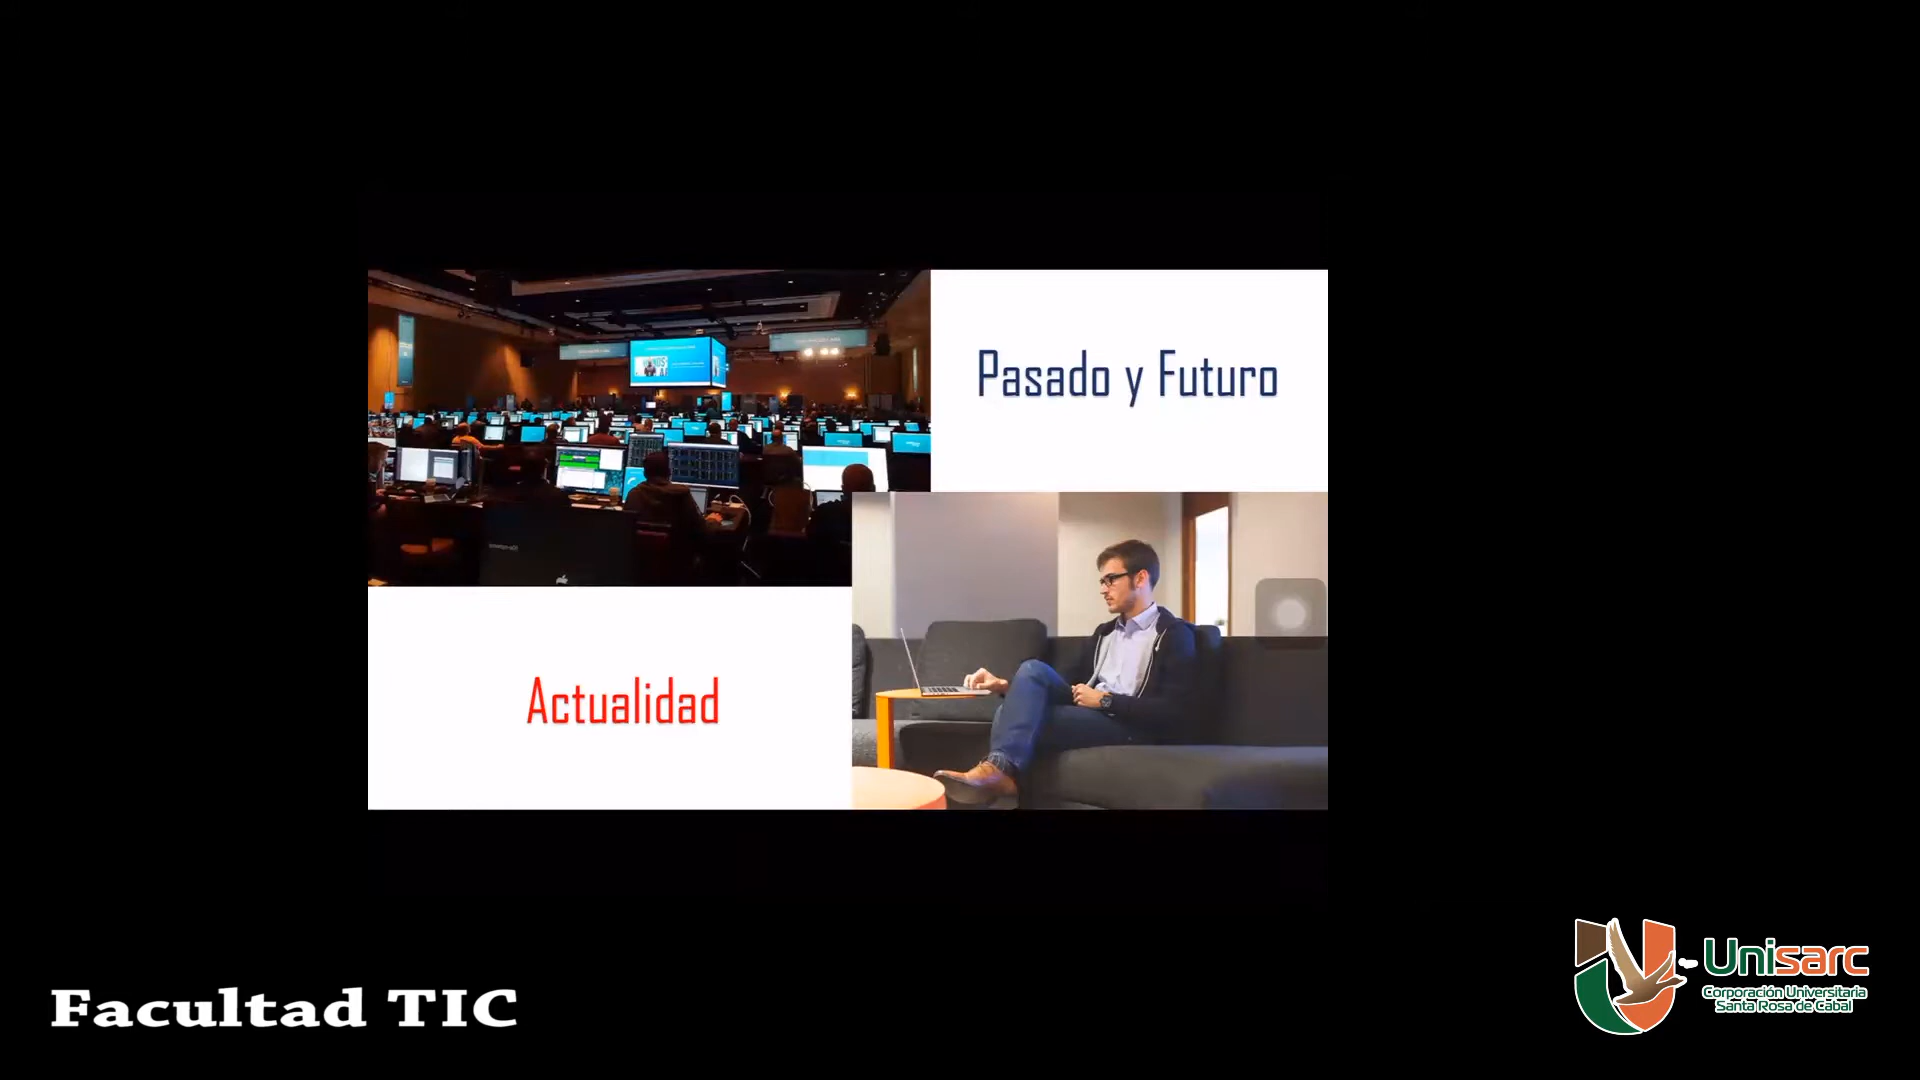 Pasado y Futuro
Actualidad
Facultad TIC
Unisarc
Corporación Universitaria
Santa Rosa de Cabal